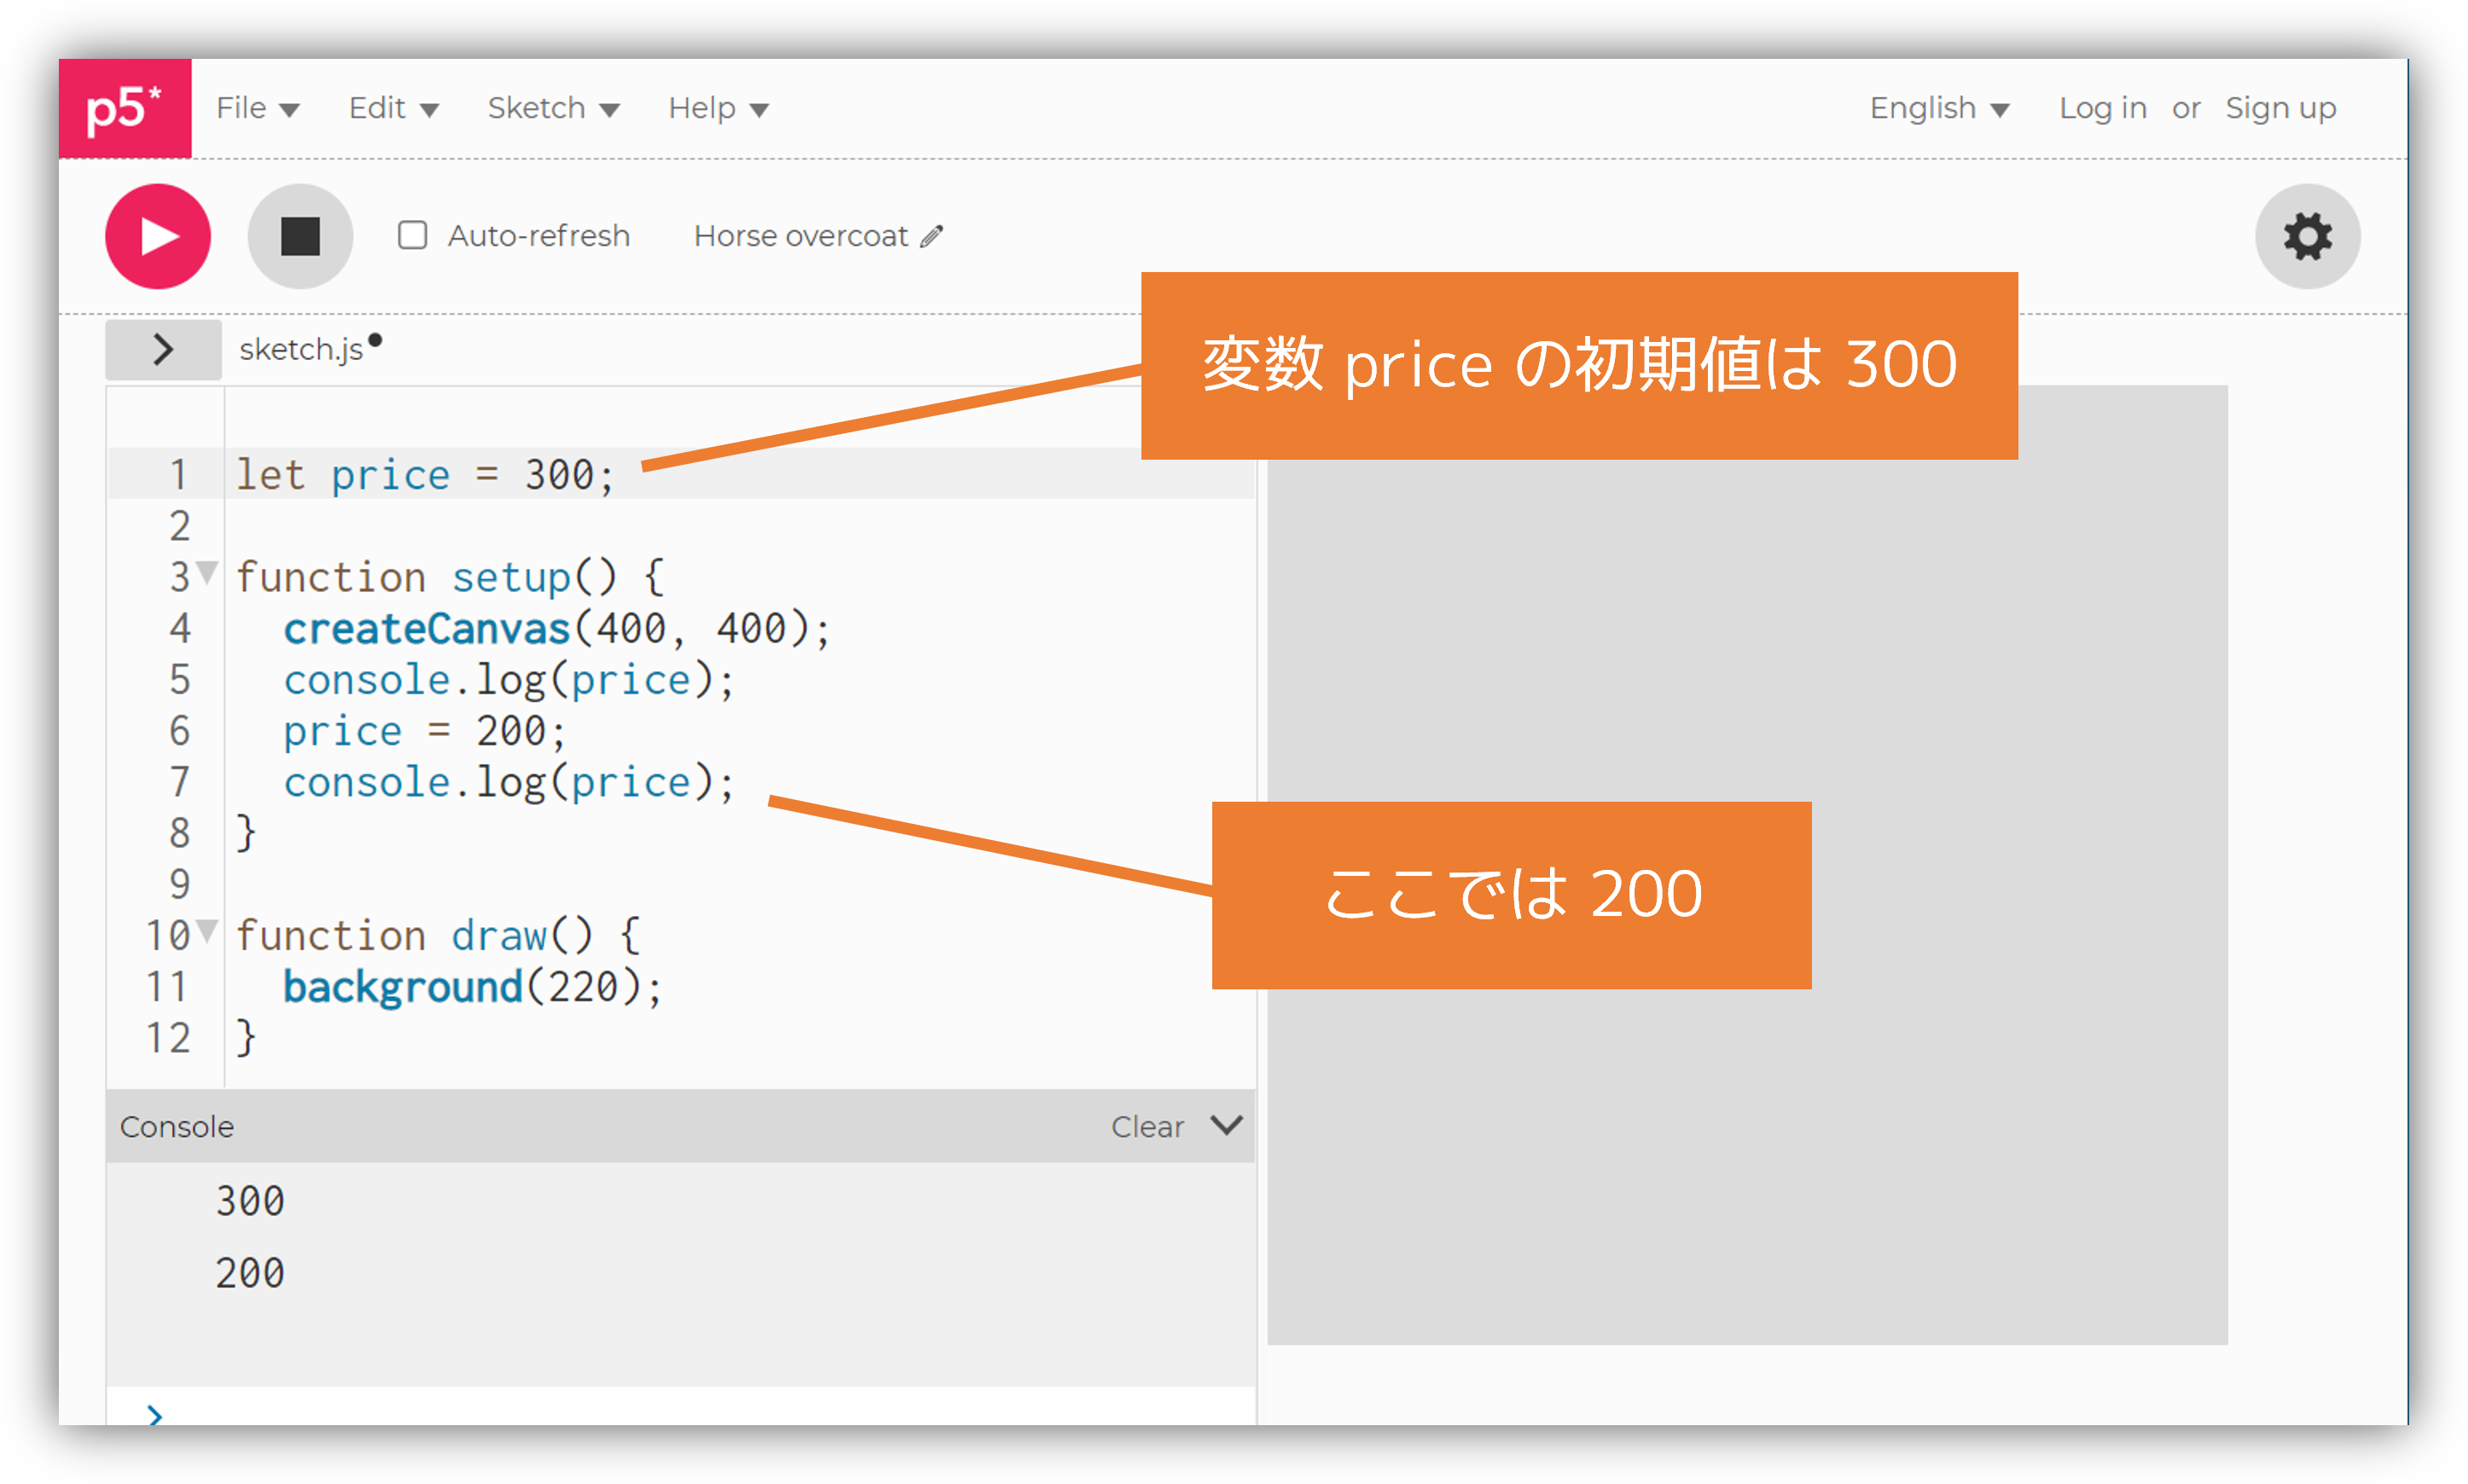 p5*
File Edit Sketch Help English Log in or Sign up
Auto-refresh Horse overcoat
sketch.js
変数 price の初期値は 300
1 let price = 300;
2
3 function setup() {
4 createCanvas(400, 400);
5 console.log(price);
6 price = 200;
7 console.log(price);
8 }
ここでは 200
9
10 function draw() {
11 background(220);
12 }
Console Clear
300
200